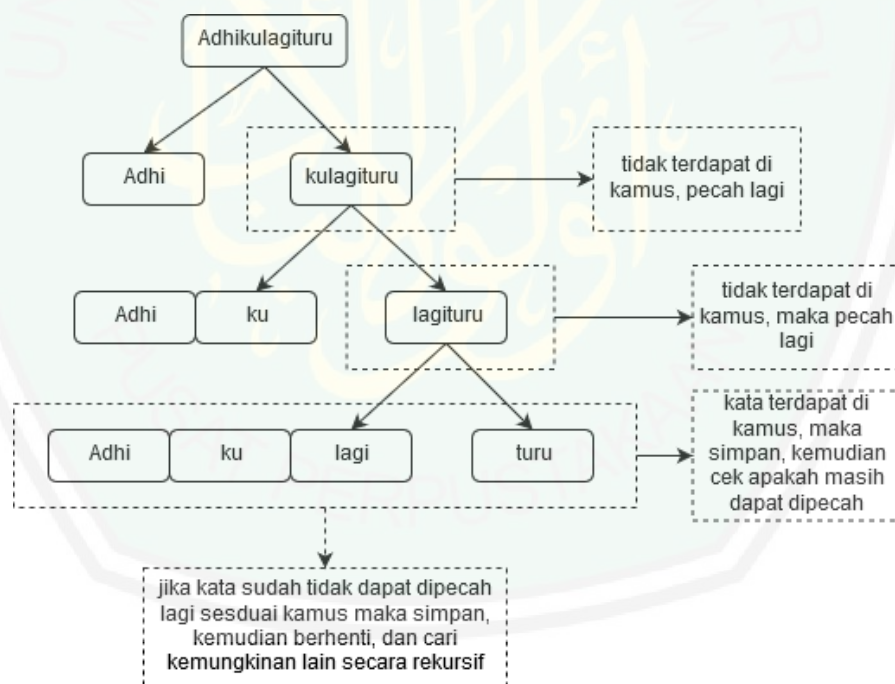 Adhikulagituru
Adhi
kulagituru
tidak terdapat di
kamus, pecah lagi
Adhi
ku
lagituru
tidak terdapat di
kamus, maka pecah
lagi
Adhi
ku
lagi
turu
kata terdapat di
kamus, maka
simpan, kemudian
cek apakah masih
dapat dipecah
jika kata sudah tidak dapat dipecah
lagi sesduai kamus maka simpan,
kemudian berhenti, dan cari
kemungkinan lain secara rekursif